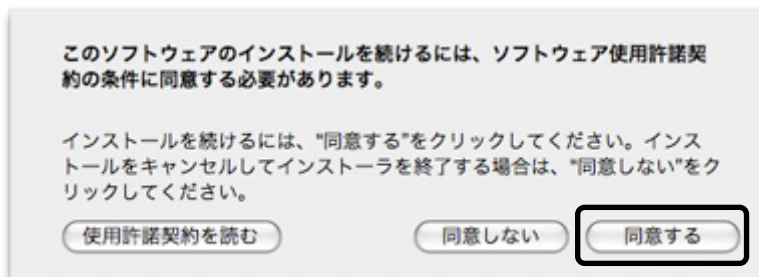 このソフトウェアのインストールを続けるには、ソフトウェア使用許諾契
約の条件に同意する必要があります。
インストールを続けるには、"同意する"をクリックしてください。インス
トールをキャンセルしてインストーラを終了する場合は、"同意しない"をク
リックしてください。
使用許諾契約を読む 同意しない 同意する